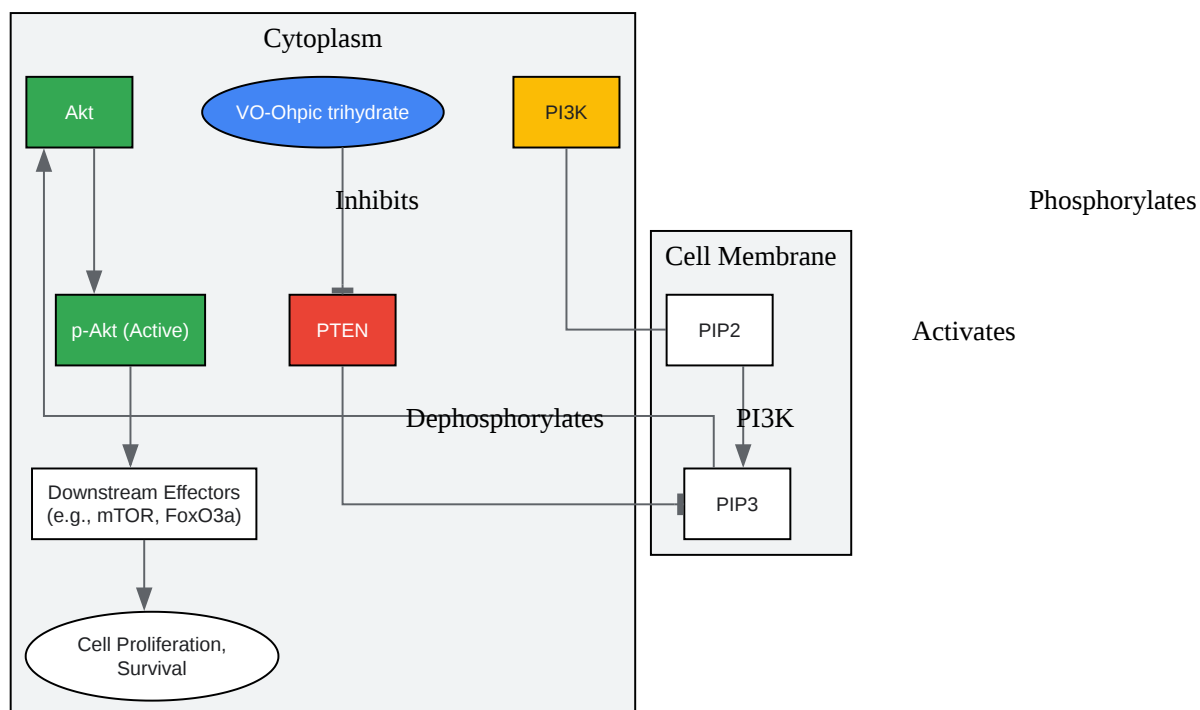 Cytoplasm
Akt
VO-Ohpic trihydrate
PI3K
Inhibits
Phosphorylates
Cell Membrane
p-Akt (Active)
PTEN
PIP2
Activates
Dephosphorylates
PI3K
Downstream Effectors
(e.g., mTOR, FoxO3a)
PIP3
Cell Proliferation,
Survival